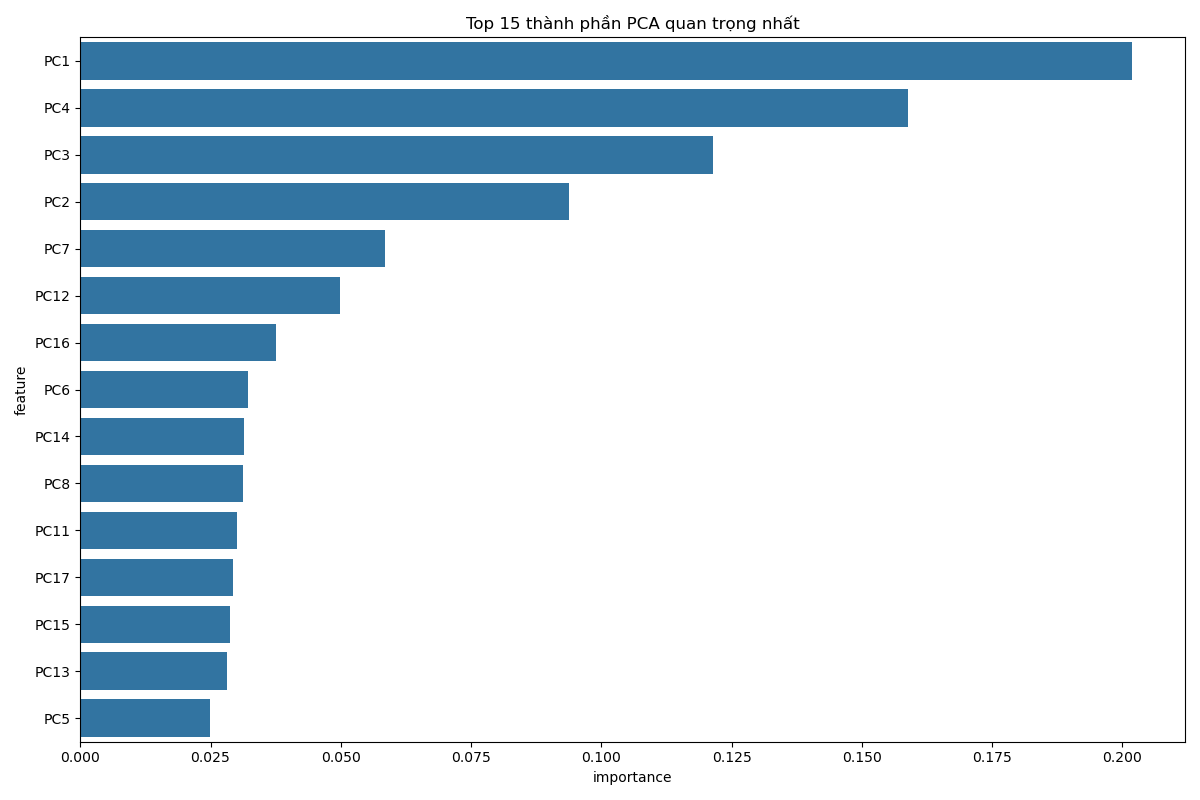 Top 15 thành phần PCA quan trọng nhất
PC1
PC4
PC3
PC2
PC7
PC12
PC16
PC6
PC14
PC8
PC11
PC17
PC15
PC13
PC5
feature
0.000 0.025 0.050 0.075 0.100 0.125 0.150 0.175 0.200
importance